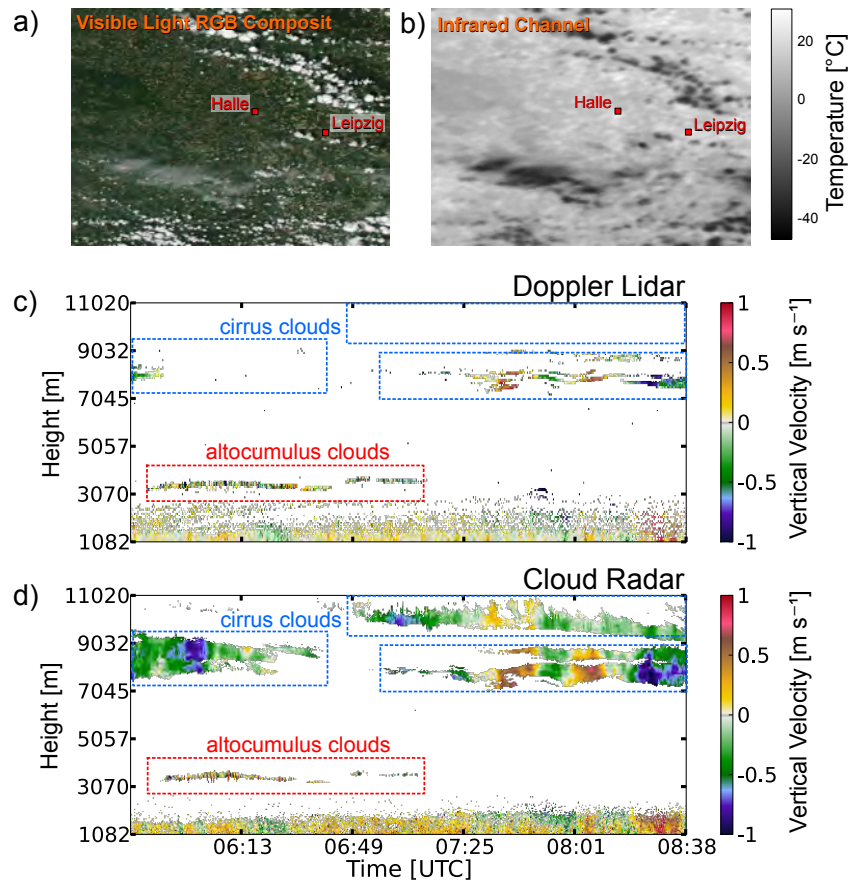 a)
Visible Light RGB Composit
Halle
Leipzig
b)
Infrared Channel
Halle
Leipzig
20
0
-20
-40
Temperature [°C]
c)
Doppler Lidar
11020
9032
7045
5057
3070
1082
Height [m]
cirrus clouds
altocumulus clouds
1
0.5
0
-0.5
-1
Vertical Velocity [m s⁻¹]
d)
Cloud Radar
11020
9032
7045
5057
3070
1082
Height [m]
cirrus clouds
altocumulus clouds
1
0.5
0
-0.5
-1
Vertical Velocity [m s⁻¹]
06:13
06:49
07:25
08:01
08:38
Time [UTC]